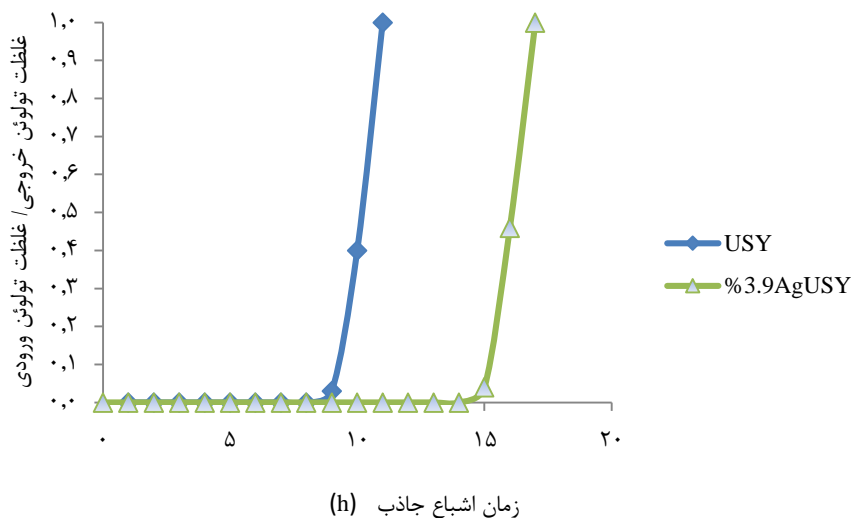 غلظت تولوئن خروجی/ غلظت تولوئن ورودی
۱,۰
۰,۹
۰,۸
۰,۷
۰,۶
۰,۵
۰,۴
۰,۳
۰,۲
۰,۱
۰,۰
۰ ۵ ۱۰ ۱۵ ۲۰
زمان اشباع جاذب (h)
USY
%3.9AgUSY